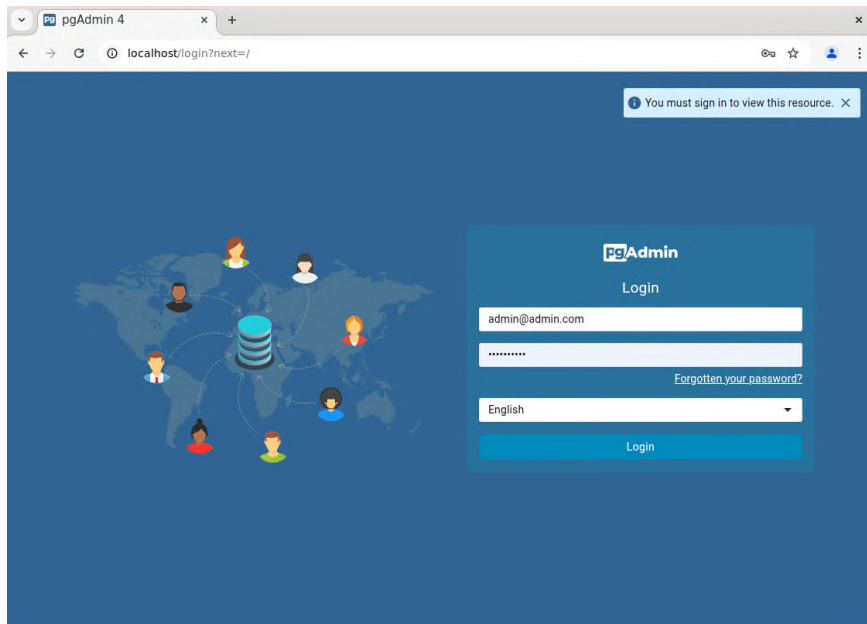 pgAdmin 4
localhost/login?next=/
You must sign in to view this resource.
pgAdmin
Login
admin@admin.com
••••••••••
Forgotten your password?
English
Login